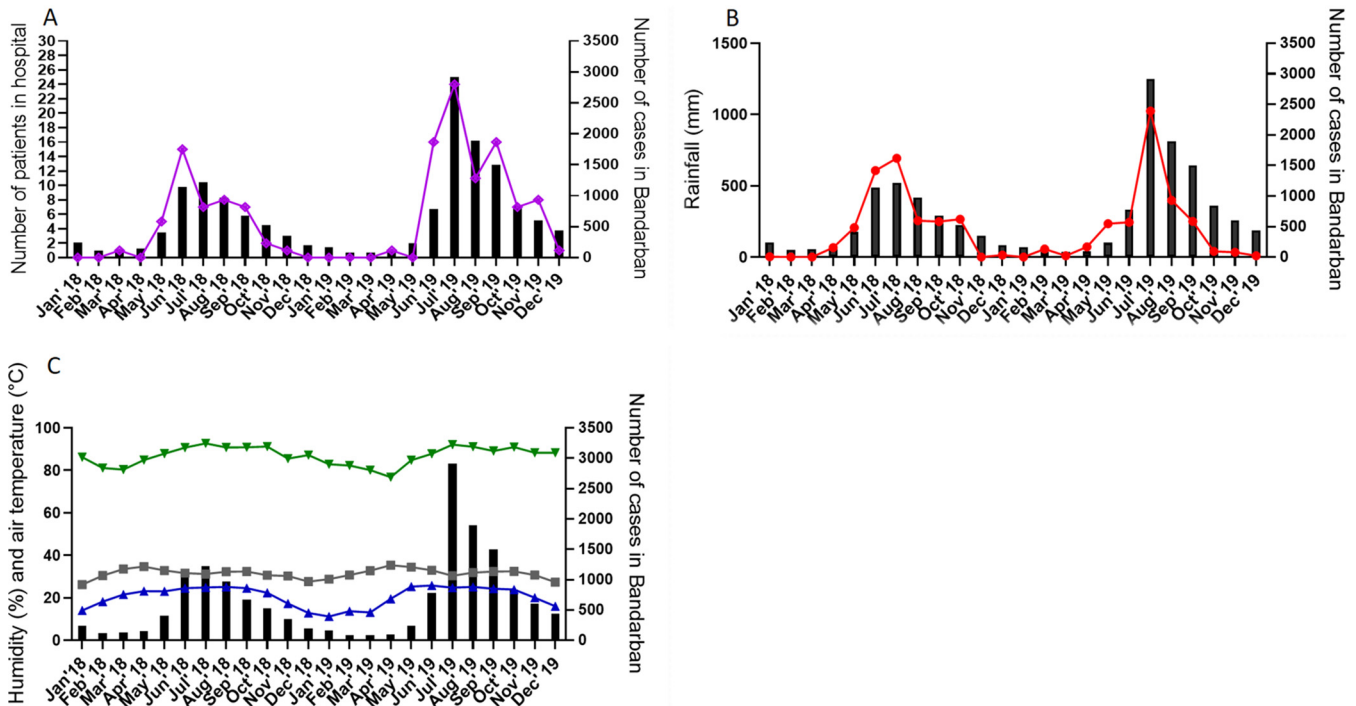 A
Number of patients in hospital
30
28
26
24
22
20
18
16
14
12
10
8
6
4
2
0
3500
3000
2500
2000
1500
1000
500
0
Number of cases in Bandarban
Jan' 18
Feb' 18
Mar' 18
Apr' 18
May' 18
Jun' 18
Jul' 18
Aug' 18
Sep' 18
Oct' 18
Nov' 18
Dec' 18
Jan' 19
Feb' 19
Mar' 19
Apr' 19
May' 19
Jun' 19
Jul' 19
Aug' 19
Sep' 19
Oct' 19
Nov' 19
Dec' 19
B
Rainfall (mm)
1500
1000
500
0
3500
3000
2500
2000
1500
1000
500
0
Number of cases in Bandarban
Jan' 18
Feb' 18
Mar' 18
Apr' 18
May' 18
Jun' 18
Jul' 18
Aug' 18
Sep' 18
Oct' 18
Nov' 18
Dec' 18
Jan' 19
Feb' 19
Mar' 19
Apr' 19
May' 19
Jun' 19
Jul' 19
Aug' 19
Sep' 19
Oct' 19
Nov' 19
Dec' 19
C
Humidity (%) and air temperature (°C)
100
80
60
40
20
0
3500
3000
2500
2000
1500
1000
500
0
Number of cases in Bandarban
Jan' 18
Feb' 18
Mar' 18
Apr' 18
May' 18
Jun' 18
Jul' 18
Aug' 18
Sep' 18
Oct' 18
Nov' 18
Dec' 18
Jan' 19
Feb' 19
Mar' 19
Apr' 19
May' 19
Jun' 19
Jul' 19
Aug' 19
Sep' 19
Oct' 19
Nov' 19
Dec' 19